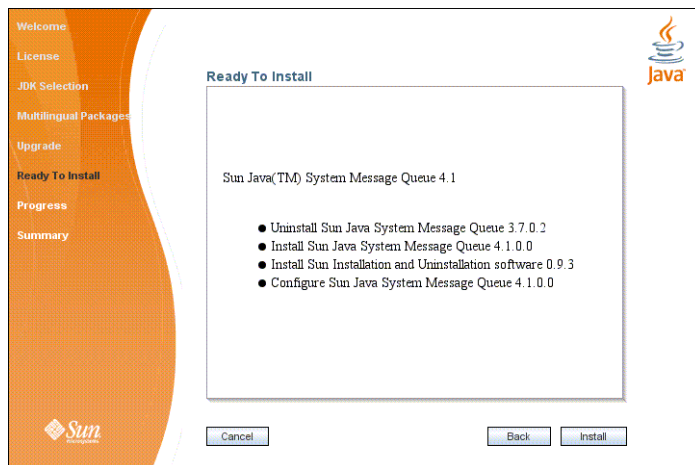 Welcome
License
JDK Selection
Multilingual Packages
Upgrade
Ready To Install
Progress
Summary
Sun
Java
Ready To Install
Sun Java(TM) System Message Queue 4.1
● Uninstall Sun Java System Message Queue 3.7.0.2
● Install Sun Java System Message Queue 4.1.0.0
● Install Sun Installation and Uninstallation software 0.9.3
● Configure Sun Java System Message Queue 4.1.0.0
Cancel
Back
Install